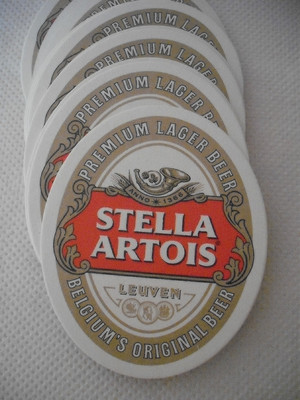 PREMIUM LAGER BEER
PREMIUM LAGER BEER
PREMIUM LAGER BEER
PREMIUM LAGER BEER
ANNO 1366
STELLA
ARTOIS
LEUVEN
BELGIUM'S ORIGINAL BEER